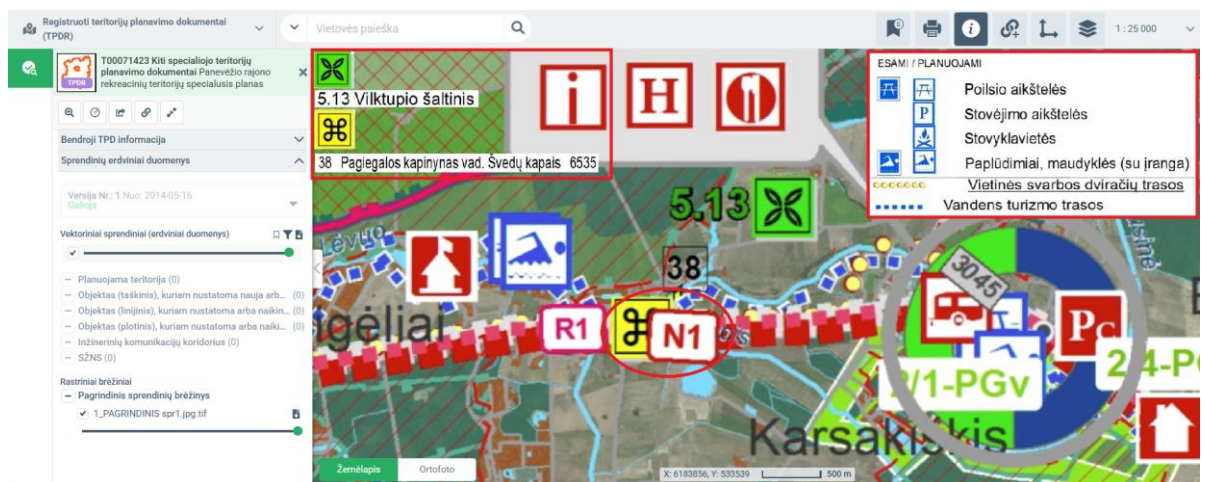 Registruoti teritorijų planavimo dokumentai
(TPDR)
Vietovės paieška
0
1 : 25 000
T00071423 Kiti specialiojo teritorijų
planavimo dokumentai Panevėžio rajono
rekreacinių teritorijų specialusis planas
TPDR
Bendroji TPD informacija
Sprendinių erdviniai duomenys
Versija Nr.: 1 Nuo: 2014-05-16
Galioja
Vektoriniai sprendiniai (erdviniai duomenys)
Planuojama teritorija (0)
Objektas (taškinis), kuriam nustatoma nauja arb... (0)
Objektas (linijinis), kuriam nustatoma arba naikin... (0)
Objektas (plotinis), kuriam nustatoma arba naiki... (0)
Inžinerinių komunikacijų koridorius (0)
SŽNS (0)
Rastriniai brėžiniai
Pagrindinis sprendinių brėžinys
1_PAGRINDINIS spr1.jpg.tif
5.13 Vilktupio šaltinis
38 Pagiegalos kapinynas vad. Švedų kapais 6535
i
H
ESAMI / PLANUOJAMI
Poilsio aikštelės
P
Stovėjimo aikštelės
Stovyklavietės
Paplūdimiai, maudyklės (su įranga)
Vietinės svarbos dviračių trasos
Vandens turizmo trasos
5.13
Lėvuo
38
3045
gėliai
R1
N1
Pc
2/1-PGv
2/4-P
Karsakiškis
Žemėlapis
Ortofoto
X: 6183856, Y: 533539
500 m